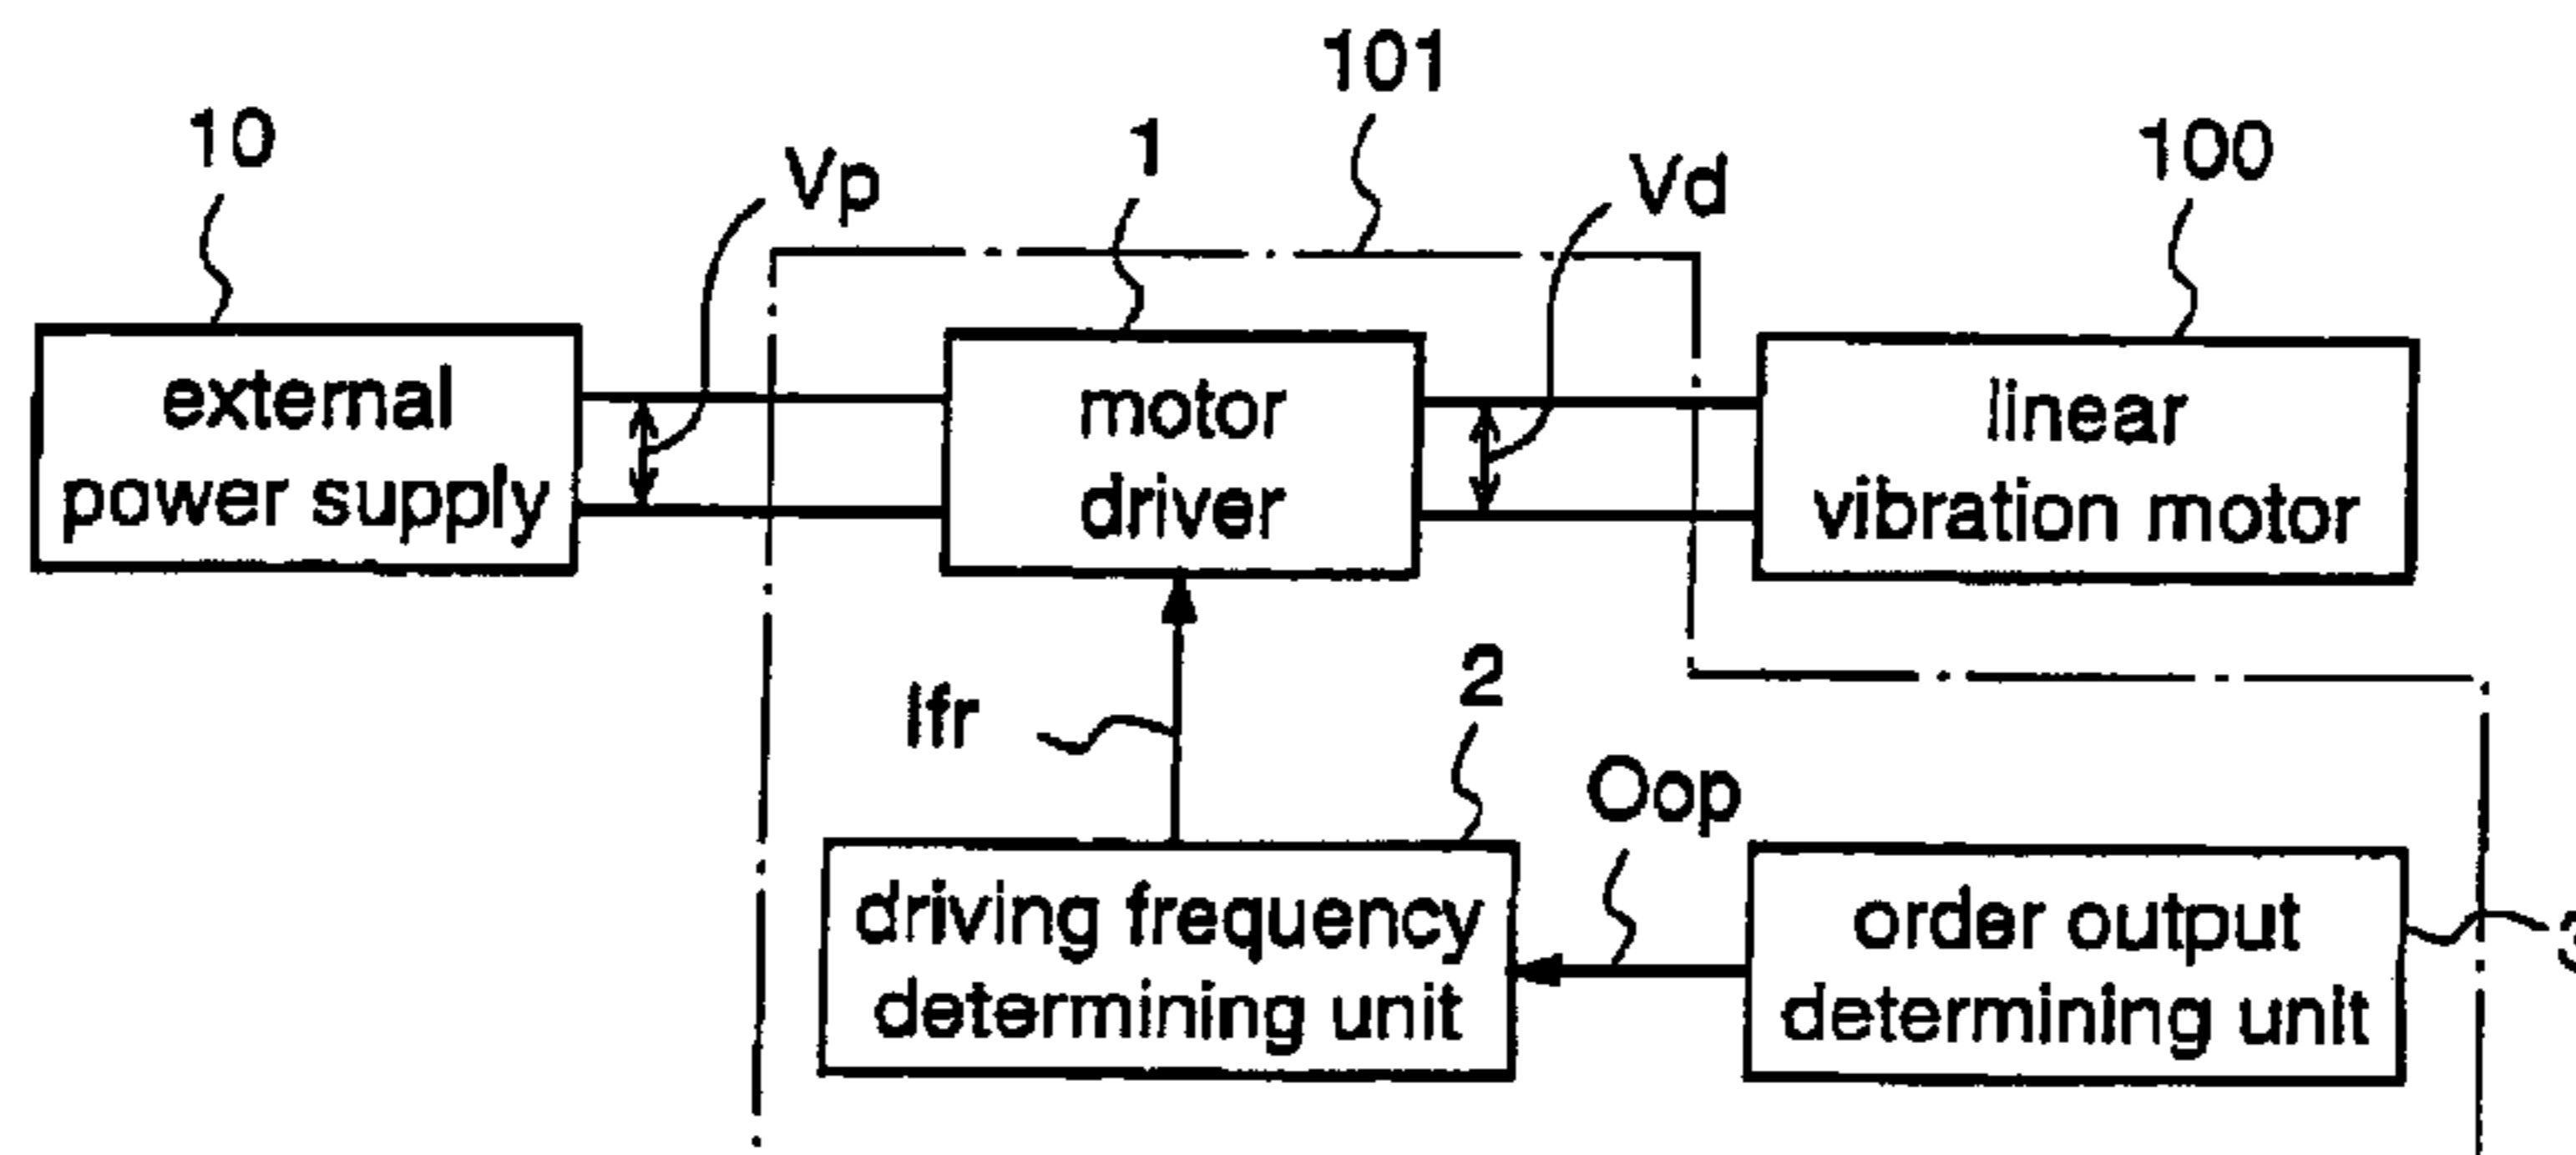 101
10
1
100
Vp
Vd
external
power supply
motor
driver
linear
vibration motor
Ifr
2
Oop
driving frequency
determining unit
order output
determining unit
3